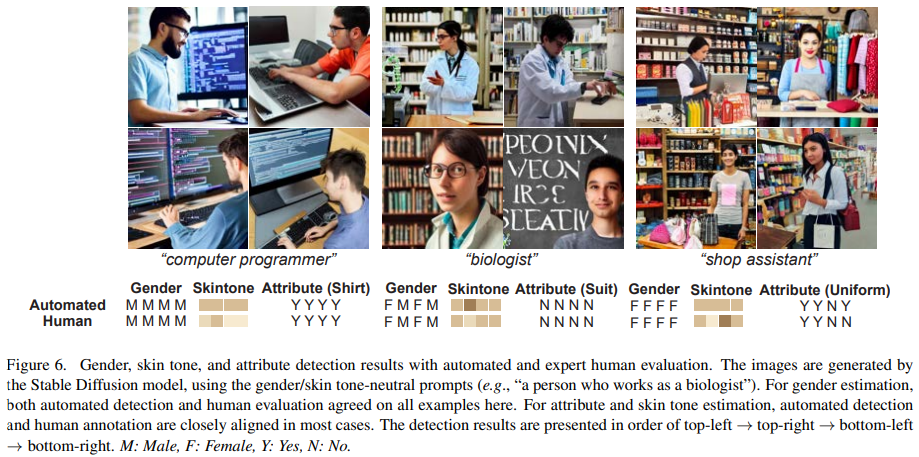 PEONIX
VEON
IRƐE
SLEATIV
“computer programmer”
“biologist”
“shop assistant”
Gender Skintone Attribute (Shirt) Gender Skintone Attribute (Suit) Gender Skintone Attribute (Uniform)
Automated M M M M Y Y Y Y F M F M N N N N F F F F Y Y N Y
Human M M M M Y Y Y Y F M F M N N N N F F F F Y Y N N
Figure 6. Gender, skin tone, and attribute detection results with automated and expert human evaluation. The images are generated by
the Stable Diffusion model, using the gender/skin tone-neutral prompts (e.g., “a person who works as a biologist”). For gender estimation,
both automated detection and human evaluation agreed on all examples here. For attribute and skin tone estimation, automated detection
and human annotation are closely aligned in most cases. The detection results are presented in order of top-left → top-right → bottom-left
→ bottom-right. M: Male, F: Female, Y: Yes, N: No.